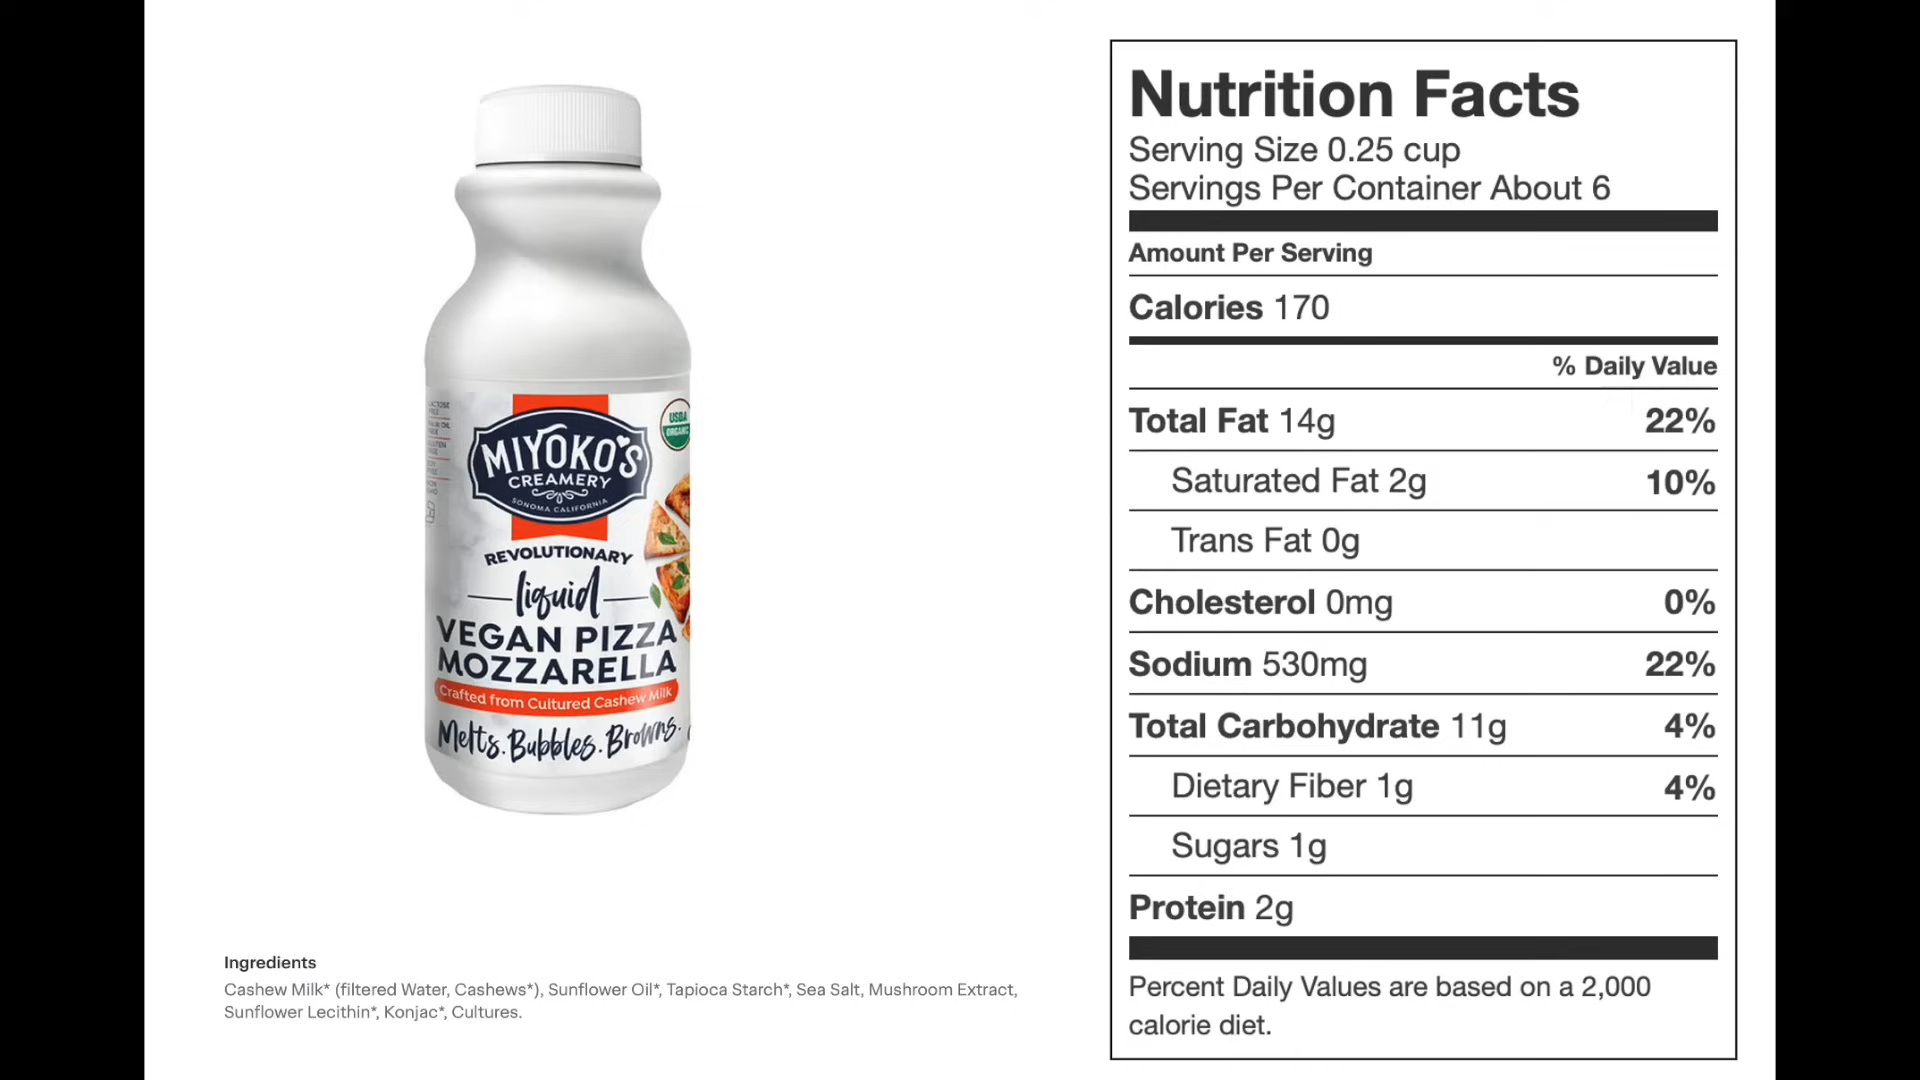 MIYOKO'S
CREAMERY
SONOMA CALIFORNIA
USDA
ORGANIC
REVOLUTIONARY
liquid
VEGAN PIZZA
MOZZARELLA
Crafted from Cultured Cashew Milk
Melts. Bubbles. Browns.
Ingredients
Cashew Milk* (filtered Water, Cashews*), Sunflower Oil*, Tapioca Starch*, Sea Salt, Mushroom Extract,
Sunflower Lecithin*, Konjac*, Cultures.
Nutrition Facts
Serving Size 0.25 cup
Servings Per Container About 6
Amount Per Serving
Calories 170
% Daily Value
Total Fat 14g 22%
Saturated Fat 2g 10%
Trans Fat 0g
Cholesterol 0mg 0%
Sodium 530mg 22%
Total Carbohydrate 11g 4%
Dietary Fiber 1g 4%
Sugars 1g
Protein 2g
Percent Daily Values are based on a 2,000
calorie diet.